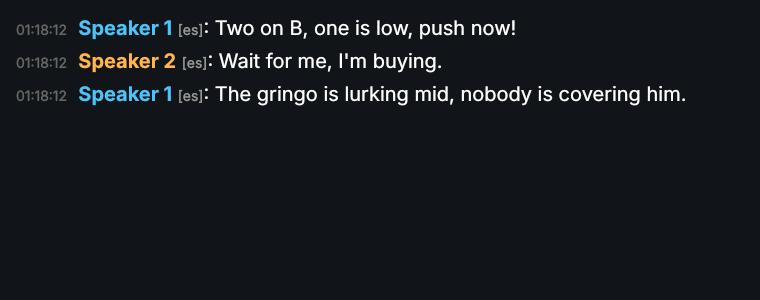 01:18:12 Speaker 1 [es]: Two on B, one is low, push now!
01:18:12 Speaker 2 [es]: Wait for me, I'm buying.
01:18:12 Speaker 1 [es]: The gringo is lurking mid, nobody is covering him.